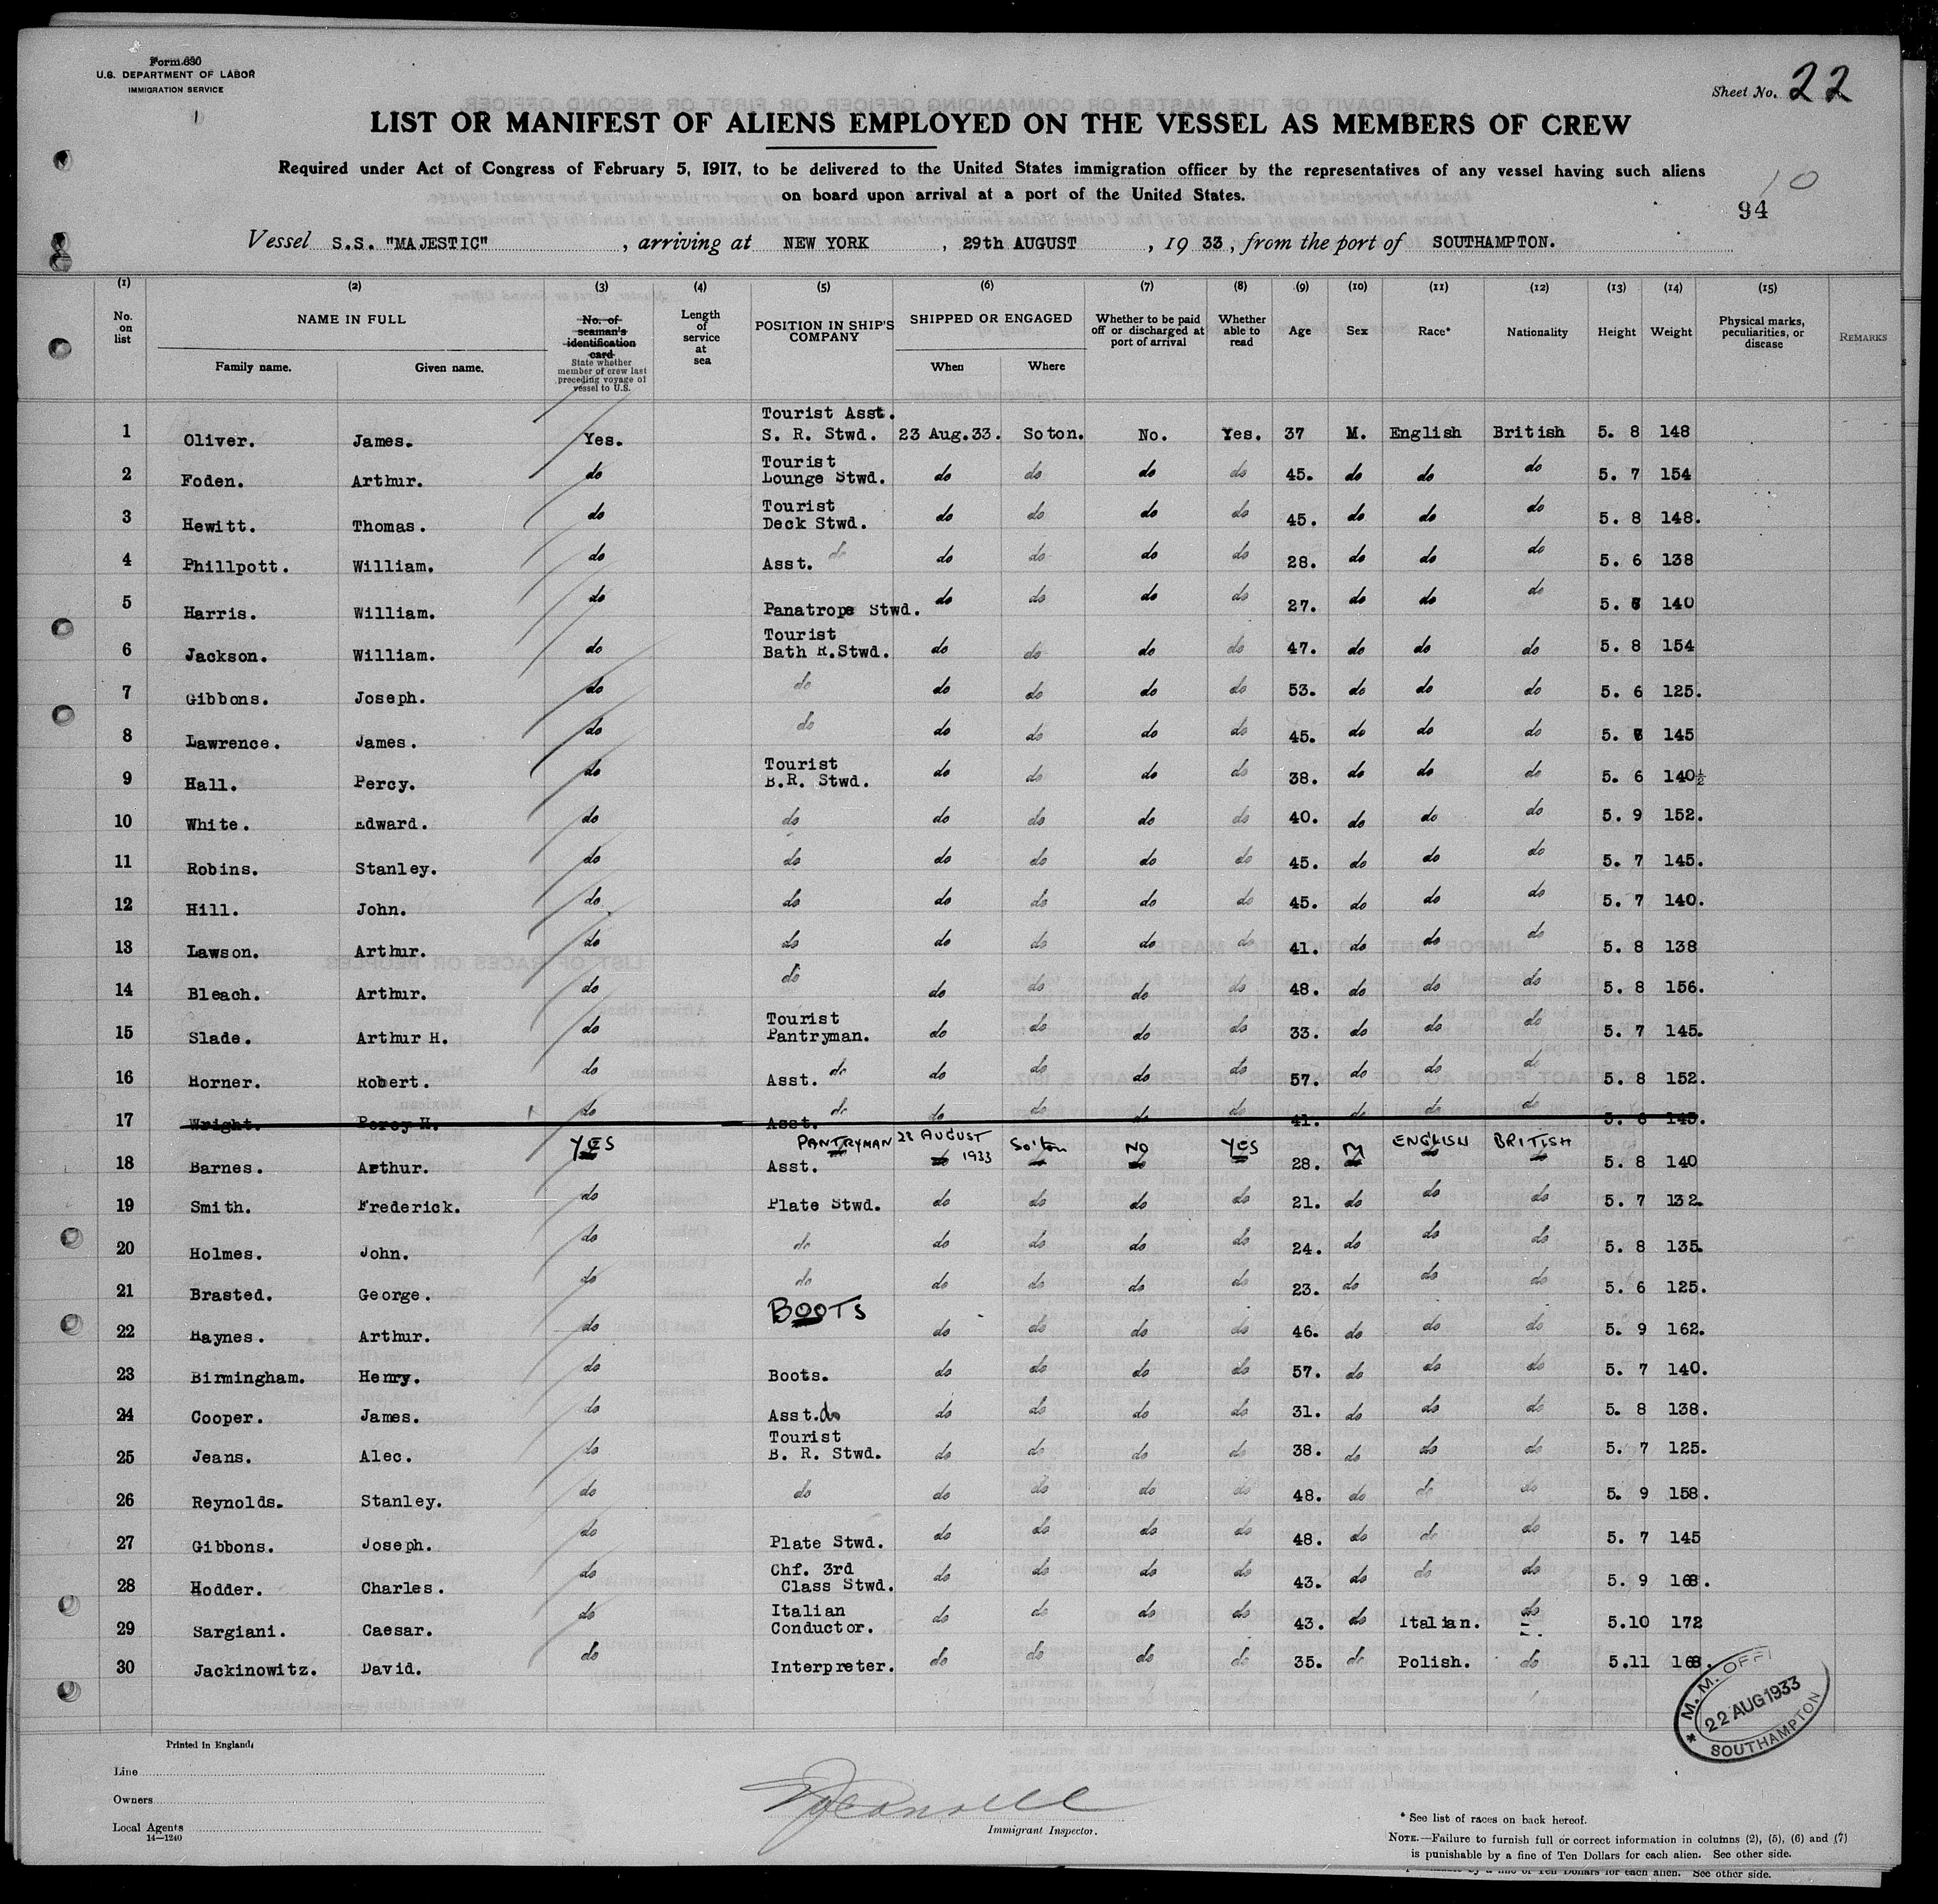 Form 630
U.S. DEPARTMENT OF LABOR
IMMIGRATION SERVICE
Sheet No. 22
LIST OR MANIFEST OF ALIENS EMPLOYED ON THE VESSEL AS MEMBERS OF CREW
Required under Act of Congress of February 5, 1917, to be delivered to the United States immigration officer by the representatives of any vessel having such aliens
on board upon arrival at a port of the United States.
10
94
Vessel S.S. "MAJESTIC", arriving at NEW YORK, 29th AUGUST, 19 33, from the port of SOUTHAMPTON.
(1) (2) (3) (4) (5) (6) (7) (8) (9) (10) (11) (12) (13) (14) (15)
No. on list NAME IN FULL Family name. Given name. No. of seaman's identification card State whether member of crew last preceding voyage of vessel to U.S. Length of service at sea POSITION IN SHIP'S COMPANY SHIPPED OR ENGAGED When Where Whether to be paid off or discharged at port of arrival Whether able to read Age Sex Race* Nationality Height Weight Physical marks, peculiarities, or disease REMARKS
1 Oliver. James. Yes. Tourist Asst. S. R. Stwd. 23 Aug.33. Soton. No. Yes. 37 M. English British 5. 8 148
2 Foden. Arthur. do Tourist Lounge Stwd. do do do do 45. do do do 5. 7 154
3 Hewitt. Thomas. do Tourist Deck Stwd. do do do do 45. do do do 5. 8 148.
4 Phillpott. William. do Asst. do do do do do 28. do do do 5. 6 138
5 Harris. William. do Panatrope Stwd. do do do do 27. do do do 5. 140
6 Jackson. William. do Tourist Bath R.Stwd. do do do do 47. do do do 5. 8 154
7 Gibbons. Joseph. do do do do do do 53. do do do 5. 6 125.
8 Lawrence. James. do do do do do do 45. do do do 5. 145
9 Hall. Percy. do Tourist B.R. Stwd. do do do do 38. do do do 5. 6 140½
10 White. Edward. do do do do do do 40. do do do 5. 9 152.
11 Robins. Stanley. do do do do do do 45. do do do 5. 7 145.
12 Hill. John. do do do do do do 45. do do do 5. 7 140.
13 Lawson. Arthur. do do do do do do 41. do do do 5. 8 138
14 Bleach. Arthur. do do do do do do 48. do do do 5. 8 156.
15 Slade. Arthur H. do Tourist Pantryman. do do do do 33. do do do 5. 7 145.
16 Horner. Robert. do Asst. do do do do do 57. do do do 5. 8 152.
17 Wright. Percy H. do Asst. do do do do do 41. do do do 5. 6 145.
18 Barnes. Arthur. YES Asst. PANTRYMAN 22 AUGUST 1933 So'ton NO YES 28. M ENGLISH BRITISH 5. 8 140
19 Smith. Frederick. do Plate Stwd. do do do do 21. do do do 5. 7 132.
20 Holmes. John. do do do do do do 24. do do do 5. 8 135.
21 Brasted. George. do do do do do do 23. do do do 5. 6 125.
22 Haynes. Arthur. do BOOTS do do do do 46. do do do 5. 9 162.
23 Birmingham. Henry. do Boots. do do do do 57. do do do 5. 7 140.
24 Cooper. James. do Asst. do do do do do 31. do do do 5. 8 138.
25 Jeans. Alec. do Tourist B. R. Stwd. do do do do 38. do do do 5. 7 125.
26 Reynolds. Stanley. do do do do do do 48. do do do 5. 9 158.
27 Gibbons. Joseph. do Plate Stwd. do do do do 48. do do do 5. 7 145
28 Hodder. Charles. do Chf. 3rd Class Stwd. do do do do 43. do do do 5. 9 168.
29 Sargiani. Caesar. do Italian Conductor. do do do do 43. do Italian. do 5.10 172
30 Jackinowitz. David. do Interpreter. do do do do 35. do Polish. do 5.11 168.
* M. M. OFFI
22 AUG 1933
SOUTHAMPTON
Printed in England
Line
Owners
Local Agents
14—1240
Immigrant Inspector.
* See list of races on back hereof.
NOTE.—Failure to furnish full or correct information in columns (2), (5), (6) and (7)
is punishable by a fine of Ten Dollars for each alien. See other side.